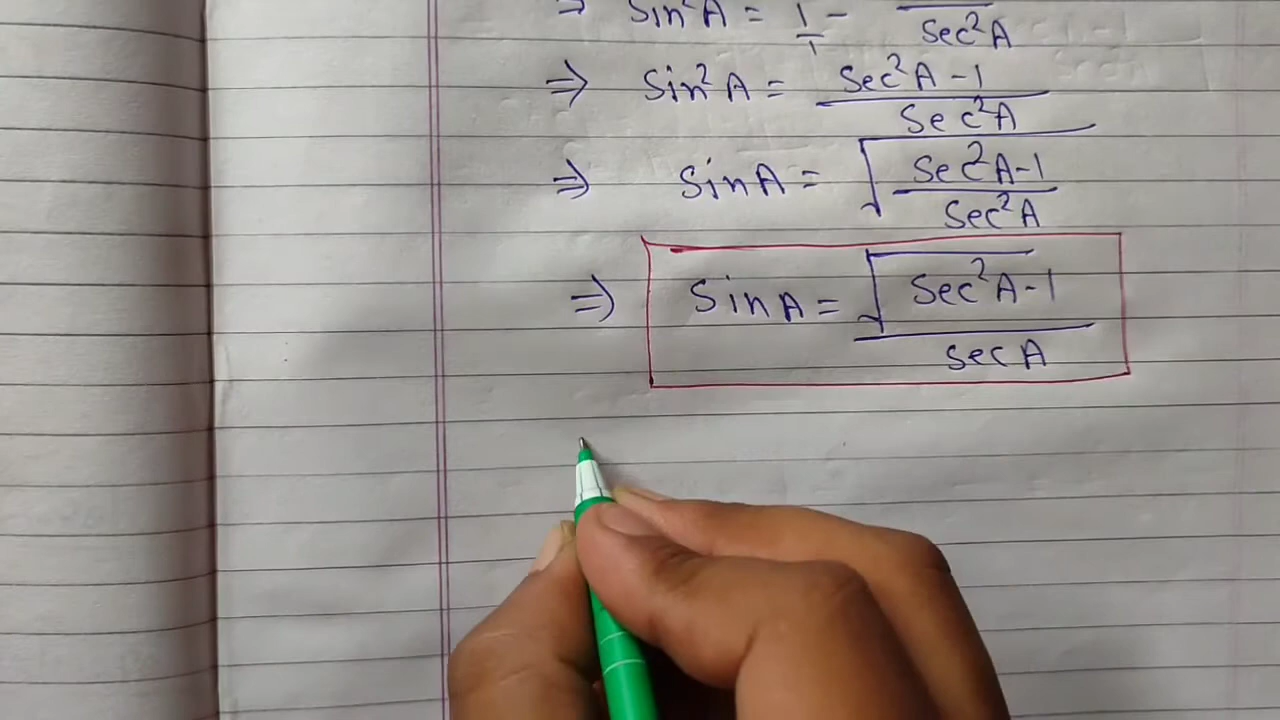 ⇒ Sin²A = 1/1 - /Sec²A
⇒ Sin²A = Sec²A - 1 / Sec²A
⇒ SinA = √(Sec²A-1 / Sec²A)
⇒ SinA = √(Sec²A-1) / SecA